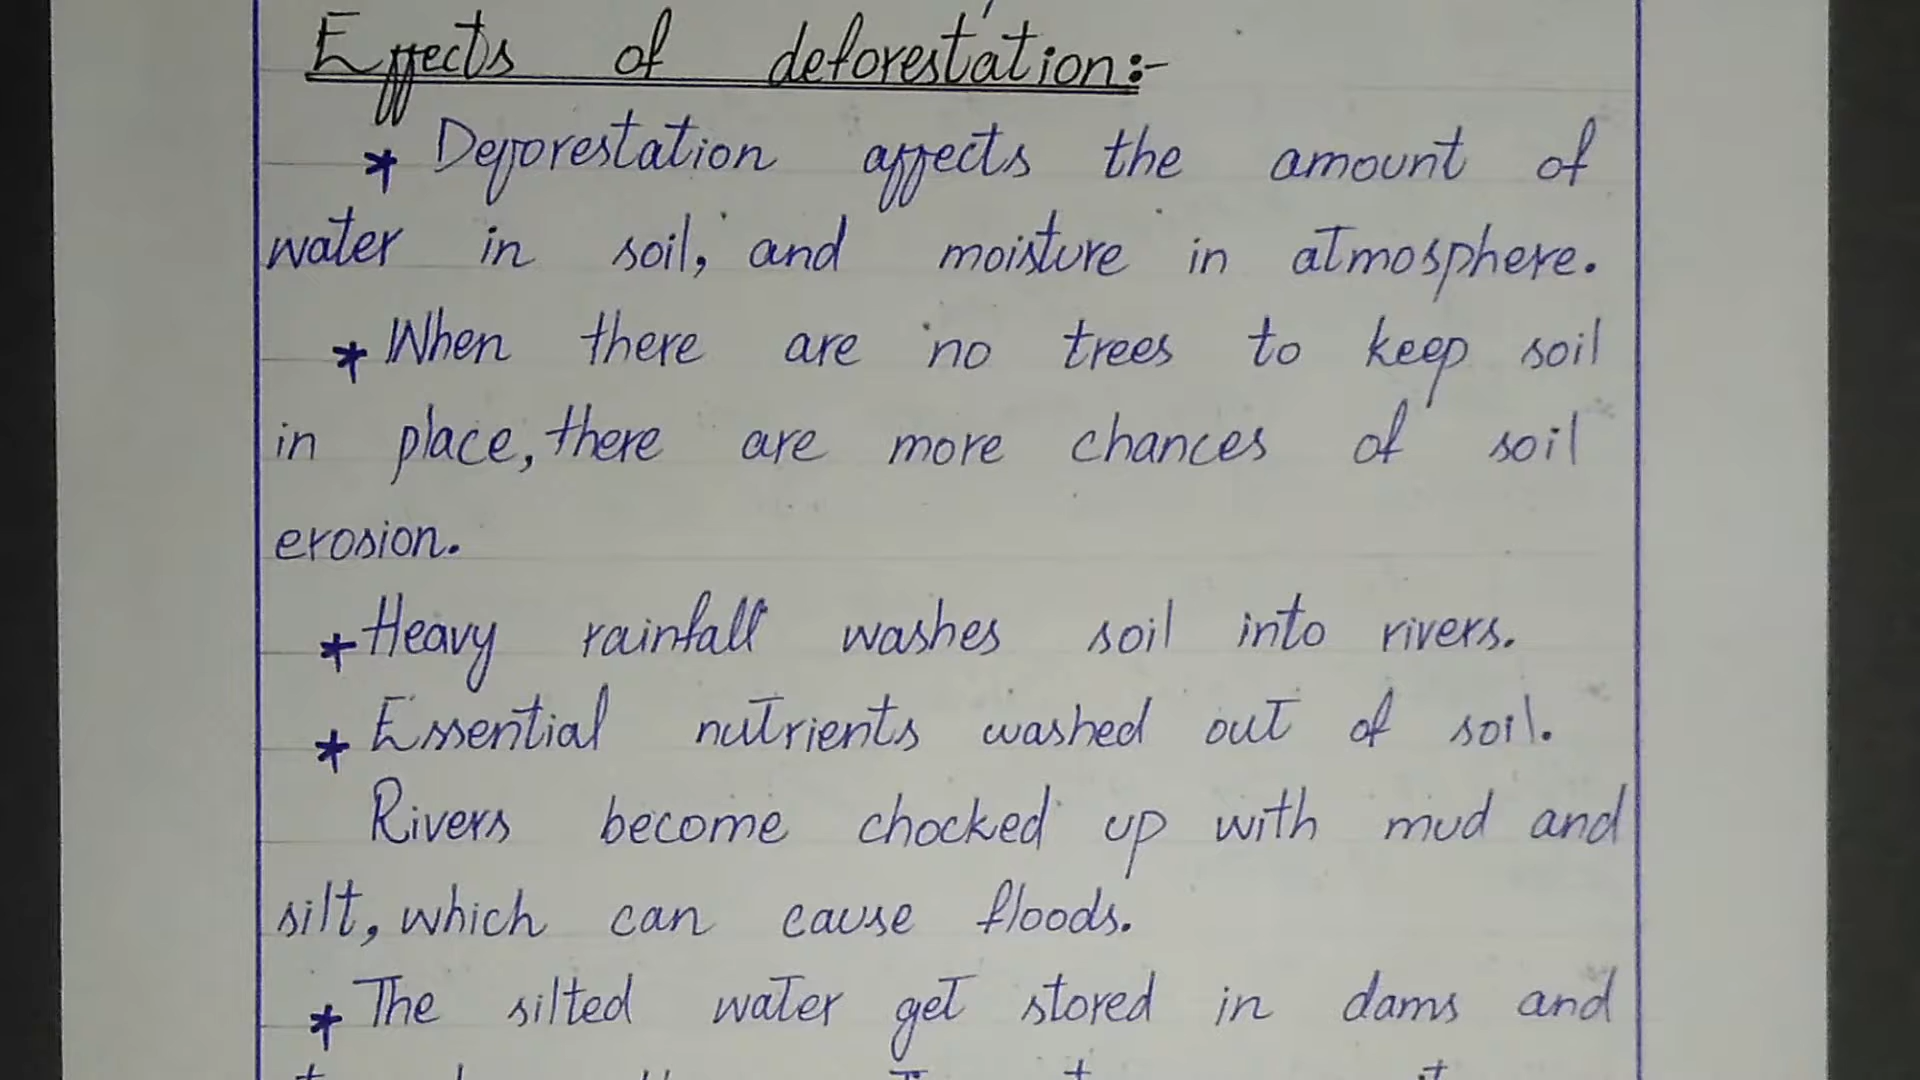 Effects of deforestation:-
* Deforestation affects the amount of
water in soil, and moisture in atmosphere.
* When there are no trees to keep soil
in place, there are more chances of soil
erosion.
* Heavy rainfall washes soil into rivers.
* Essential nutrients washed out of soil.
Rivers become chocked up with mud and
silt, which can cause floods.
* The silted water get stored in dams and